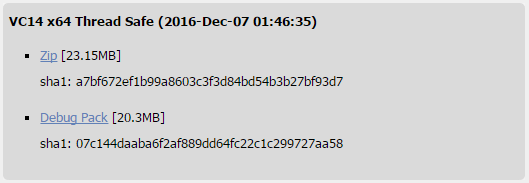 VC14 x64 Thread Safe (2016-Dec-07 01:46:35)
Zip [23.15MB]
sha1: a7bf672ef1b99a8603c3f3d84bd54b3b27bf93d7
Debug Pack [20.3MB]
sha1: 07c144daaba6f2af889dd64fc22c1c299727aa58